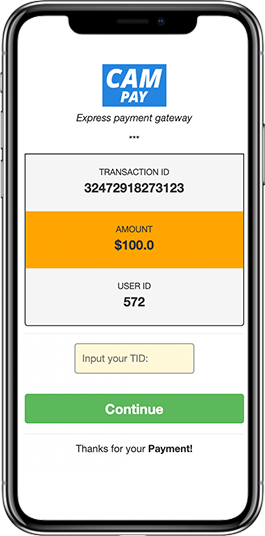 CAM
PAY
Express payment gateway
***
TRANSACTION ID
32472918273123
AMOUNT
$100.0
USER ID
572
Input your TID:
Continue
Thanks for your Payment!